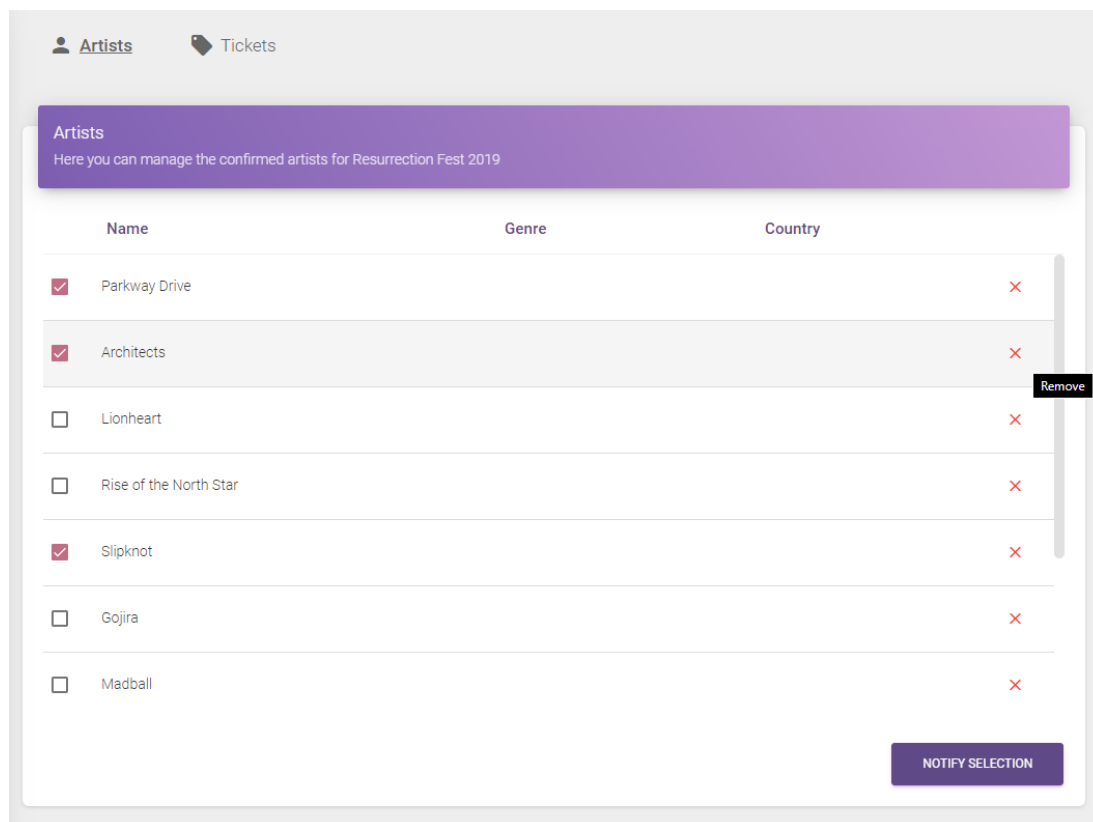 Artists Tickets
Artists
Here you can manage the confirmed artists for Resurrection Fest 2019
Name Genre Country
Parkway Drive
Architects
Remove
Lionheart
Rise of the North Star
Slipknot
Gojira
Madball
NOTIFY SELECTION